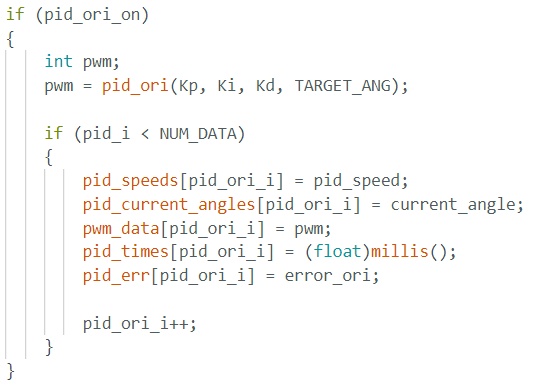 if (pid_ori_on)
{
    int pwm;
    pwm = pid_ori(Kp, Ki, Kd, TARGET_ANG);

    if (pid_i < NUM_DATA)
    {
        pid_speeds[pid_ori_i] = pid_speed;
        pid_current_angles[pid_ori_i] = current_angle;
        pwm_data[pid_ori_i] = pwm;
        pid_times[pid_ori_i] = (float)millis();
        pid_err[pid_ori_i] = error_ori;

        pid_ori_i++;
    }
}